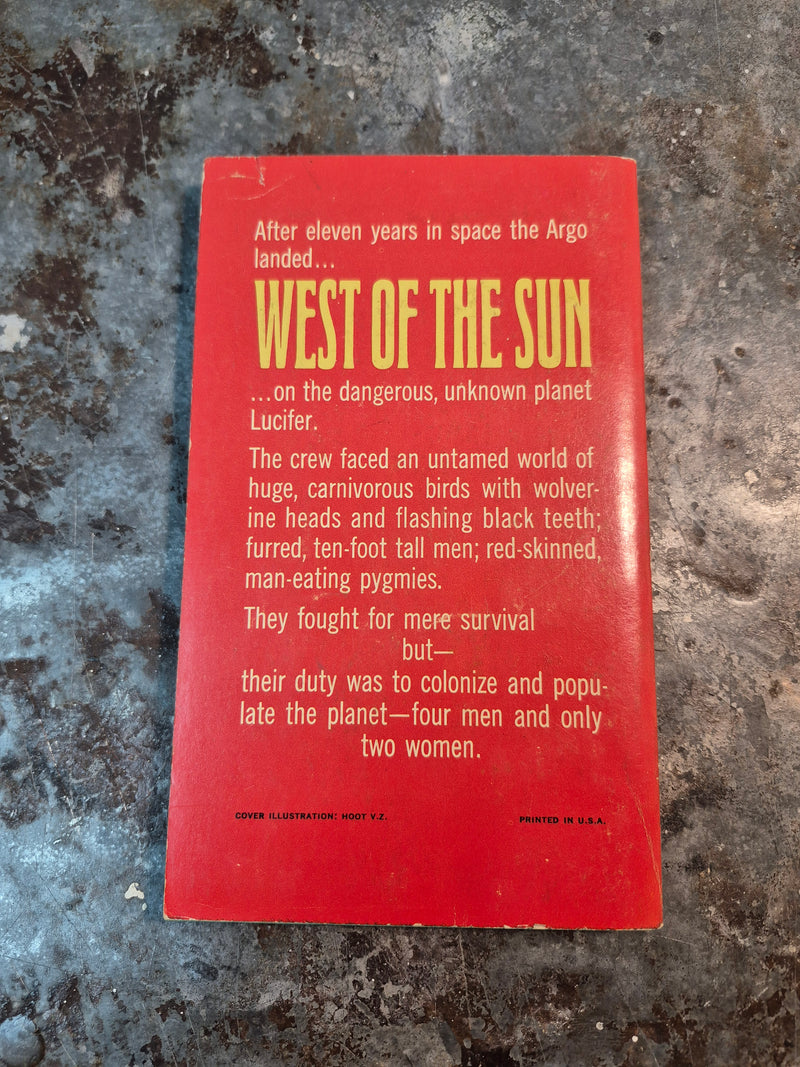 After eleven years in space the Argo
landed...
WEST OF THE SUN
...on the dangerous, unknown planet
Lucifer.
The crew faced an untamed world of
huge, carnivorous birds with wolver-
ine heads and flashing black teeth;
furred, ten-foot tall men; red-skinned,
man-eating pygmies.
They fought for mere survival
but—
their duty was to colonize and popu-
late the planet—four men and only
two women.
COVER ILLUSTRATION: HOOT V.Z. PRINTED IN U.S.A.